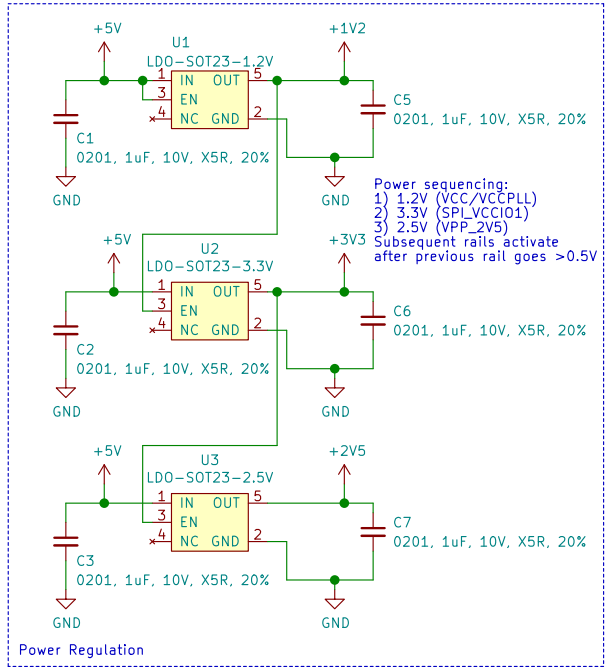 +5V
+1V2
U1
LDO-SOT23-1.2V
1 IN OUT 5
3 EN
4 NC GND 2
C1
0201, 1uF, 10V, X5R, 20%
C5
0201, 1uF, 10V, X5R, 20%
GND
GND
Power sequencing:
1) 1.2V (VCC/VCCPLL)
2) 3.3V (SPI_VCCIO1)
3) 2.5V (VPP_2V5)
Subsequent rails activate
after previous rail goes >0.5V
+5V
+3V3
U2
LDO-SOT23-3.3V
1 IN OUT 5
3 EN
4 NC GND 2
C2
0201, 1uF, 10V, X5R, 20%
C6
0201, 1uF, 10V, X5R, 20%
GND
GND
+5V
+2V5
U3
LDO-SOT23-2.5V
1 IN OUT 5
3 EN
4 NC GND 2
C3
0201, 1uF, 10V, X5R, 20%
C7
0201, 1uF, 10V, X5R, 20%
GND
GND
Power Regulation